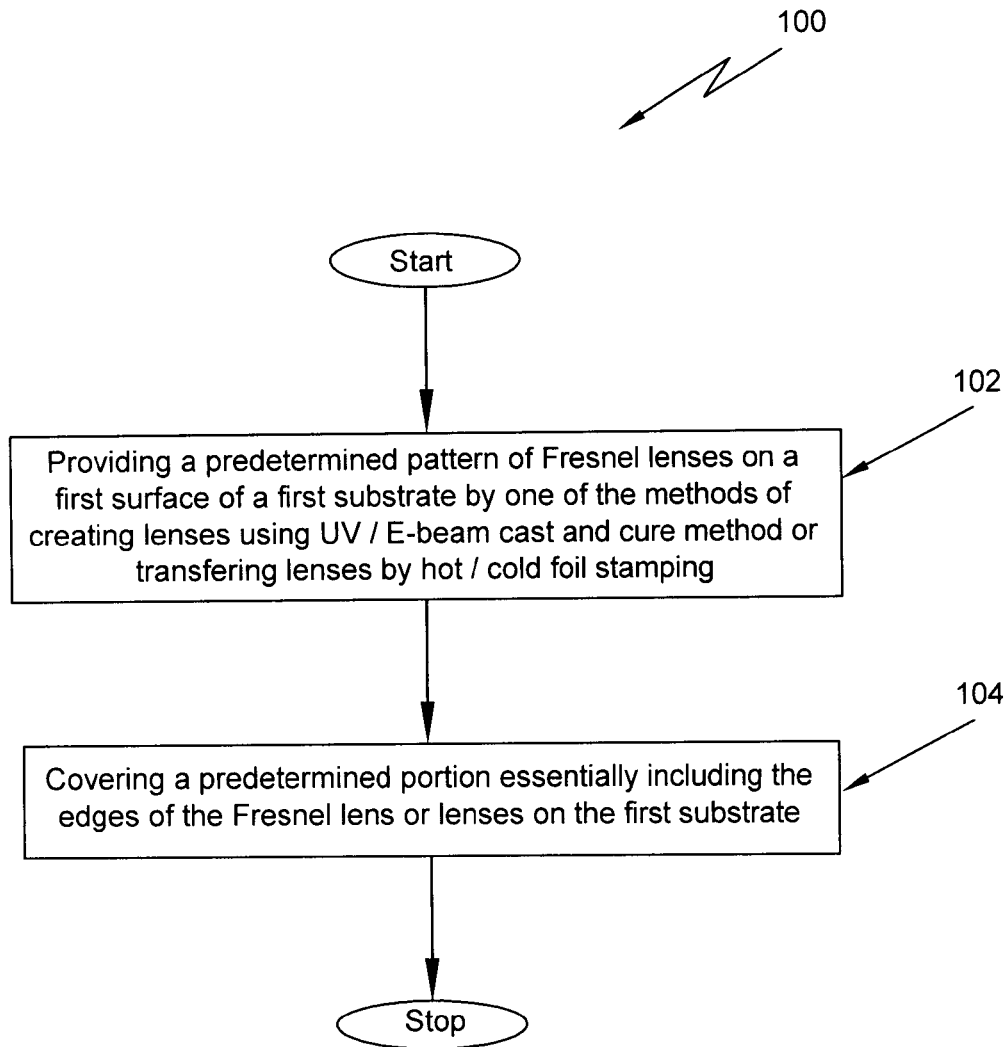 100
Start
102
Providing a predetermined pattern of Fresnel lenses on a
first surface of a first substrate by one of the methods of
creating lenses using UV / E-beam cast and cure method or
transfering lenses by hot / cold foil stamping
104
Covering a predetermined portion essentially including the
edges of the Fresnel lens or lenses on the first substrate
Stop